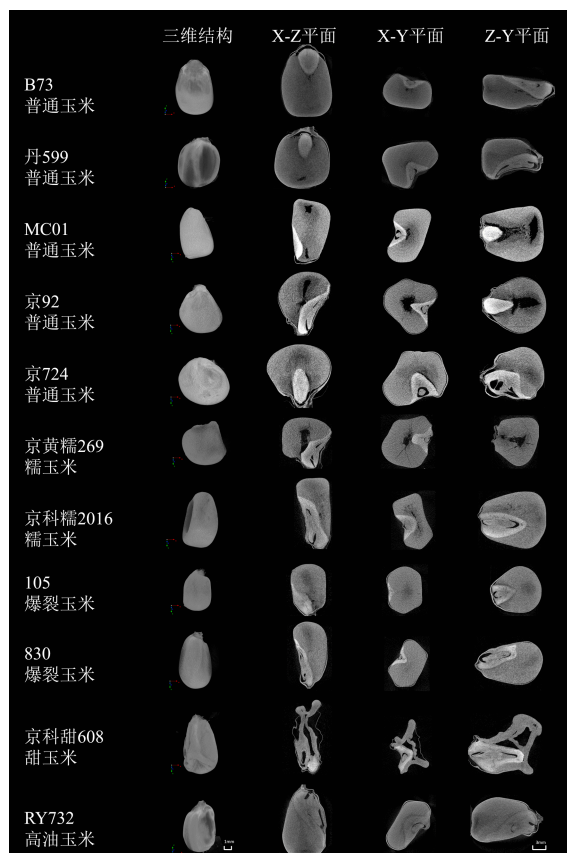 三维结构 X-Z平面 X-Y平面 Z-Y平面
B73
普通玉米
丹599
普通玉米
MC01
普通玉米
京92
普通玉米
京724
普通玉米
京黄糯269
糯玉米
京科糯2016
糯玉米
105
爆裂玉米
830
爆裂玉米
京科甜608
甜玉米
RY732
高油玉米
1mm 3mm